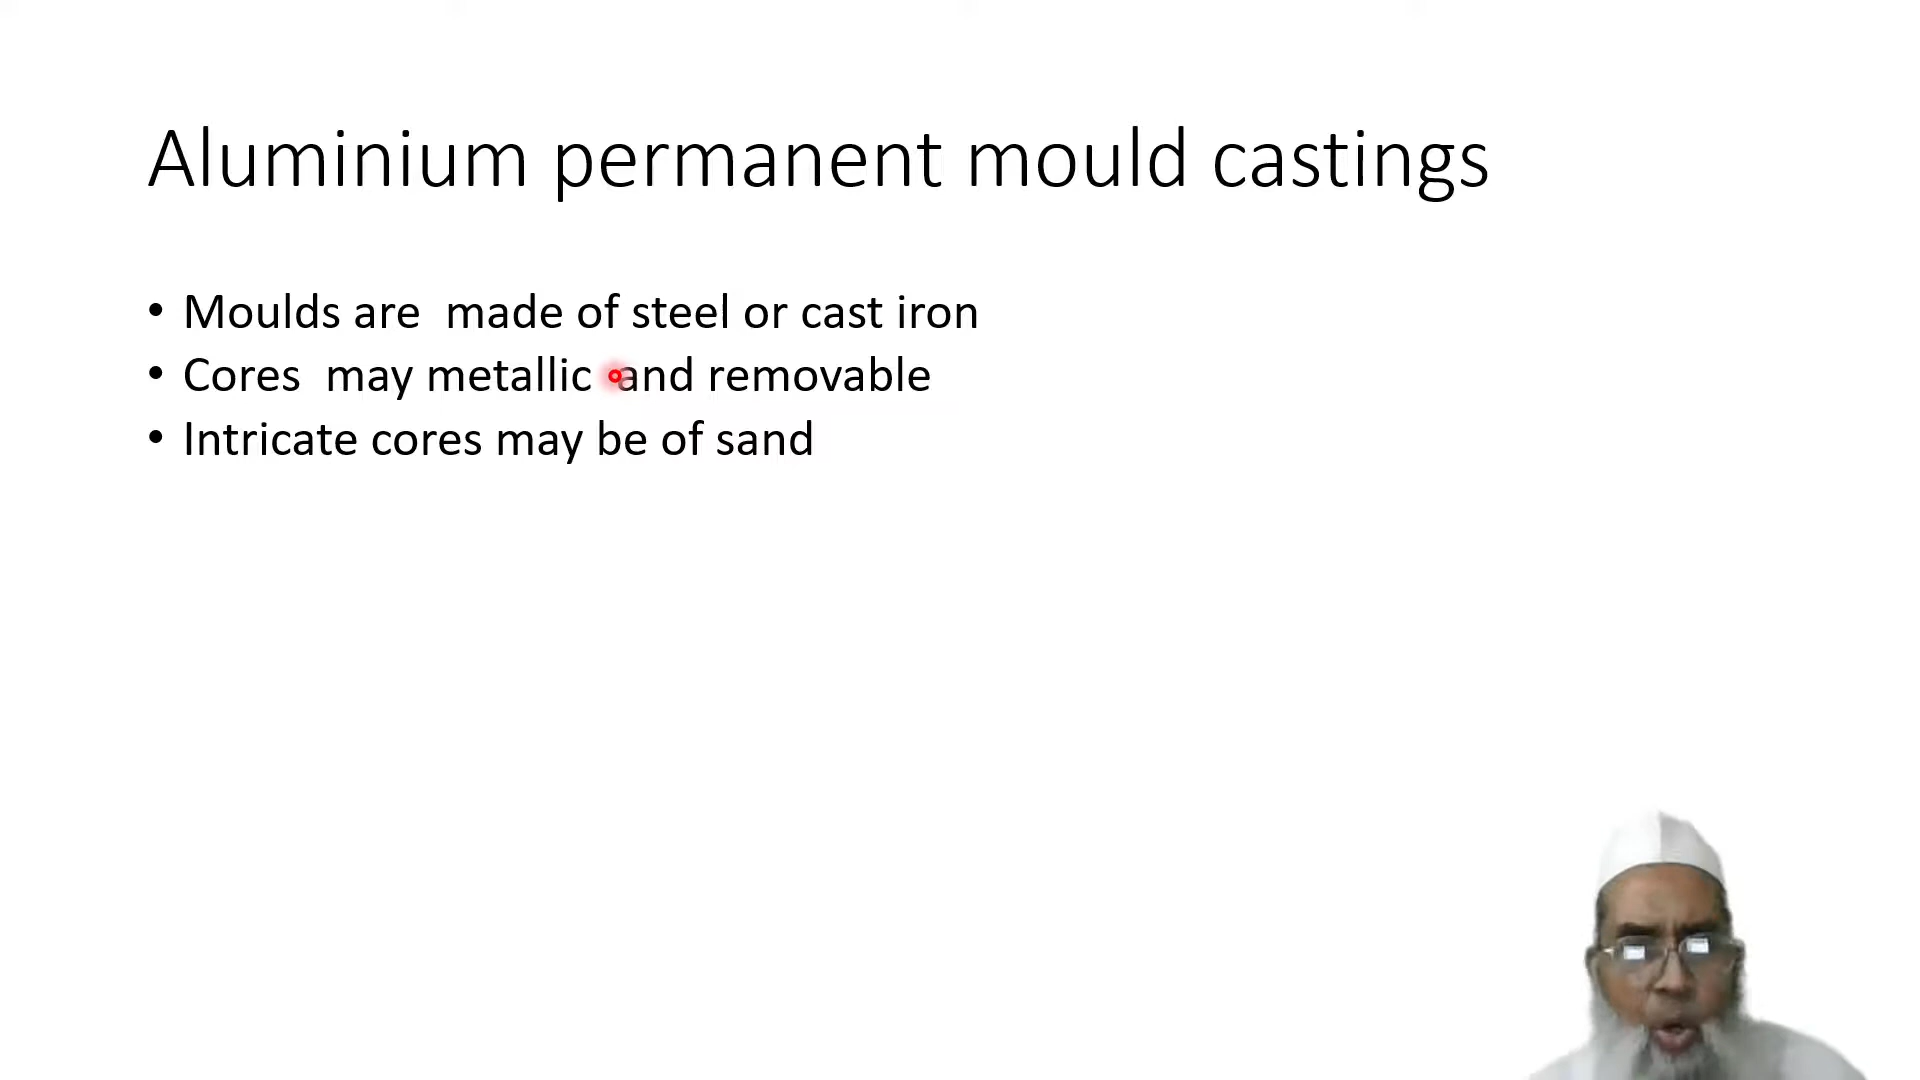 Aluminium permanent mould castings
• Moulds are  made of steel or cast iron
• Cores  may metallic  and removable
• Intricate cores may be of sand